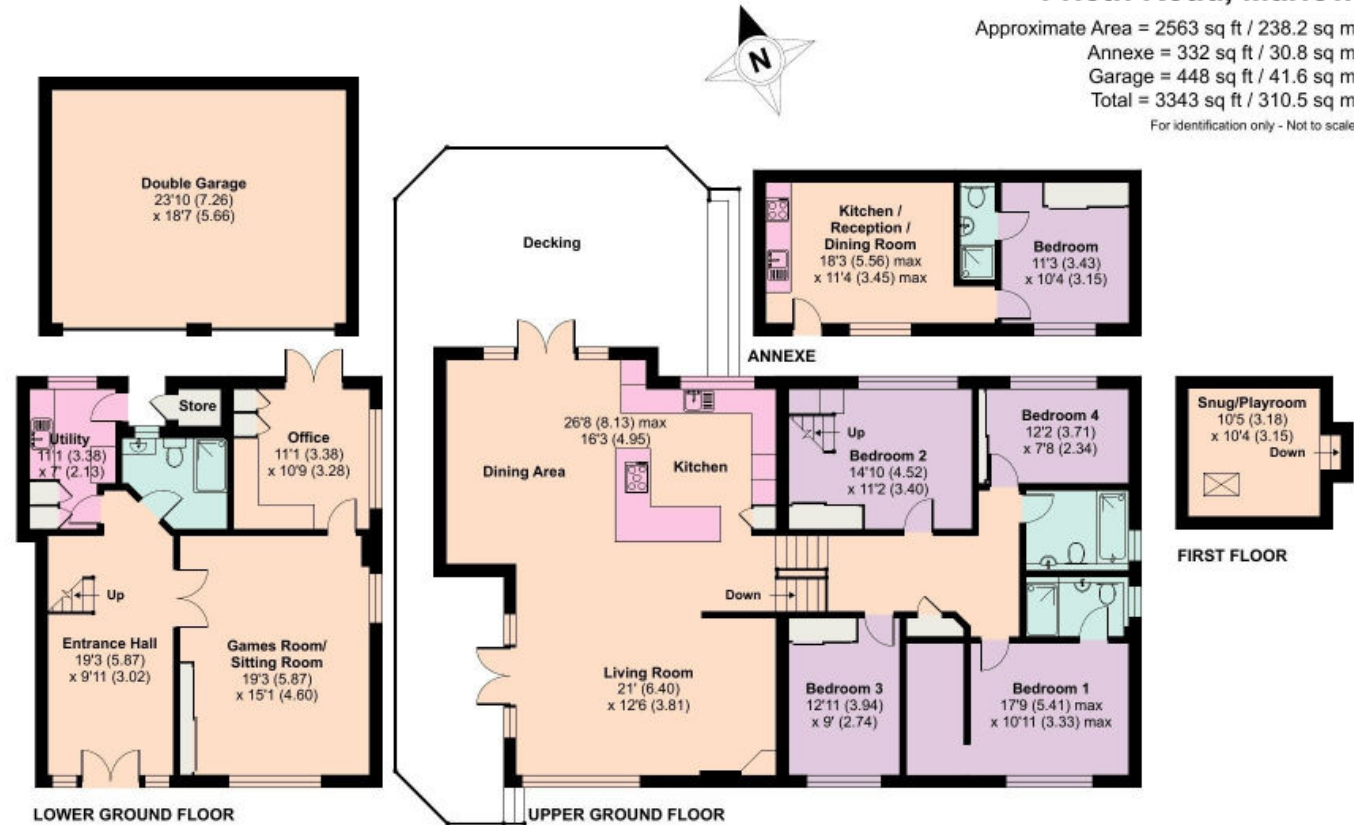 Approximate Area = 2563 sq ft / 238.2 sq m
Annexe = 332 sq ft / 30.8 sq m
Garage = 448 sq ft / 41.6 sq m
Total = 3343 sq ft / 310.5 sq m
For identification only - Not to scale
N
Double Garage
23'10 (7.26)
x 18'7 (5.66)
Decking
Kitchen /
Reception /
Dining Room
18'3 (5.56) max
x 11'4 (3.45) max
Bedroom
11'3 (3.43)
x 10'4 (3.15)
ANNEXE
Store
Utility
11'1 (3.38)
x 7' (2.13)
Office
11'1 (3.38)
x 10'9 (3.28)
Up
Entrance Hall
19'3 (5.87)
x 9'11 (3.02)
Games Room/
Sitting Room
19'3 (5.87)
x 15'1 (4.60)
LOWER GROUND FLOOR
26'8 (8.13) max
16'3 (4.95)
Dining Area
Kitchen
Up
Bedroom 2
14'10 (4.52)
x 11'2 (3.40)
Bedroom 4
12'2 (3.71)
x 7'8 (2.34)
Down
Living Room
21' (6.40)
x 12'6 (3.81)
Bedroom 3
12'11 (3.94)
x 9' (2.74)
Bedroom 1
17'9 (5.41) max
x 10'11 (3.33) max
UPPER GROUND FLOOR
Snug/Playroom
10'5 (3.18)
x 10'4 (3.15)
Down
FIRST FLOOR